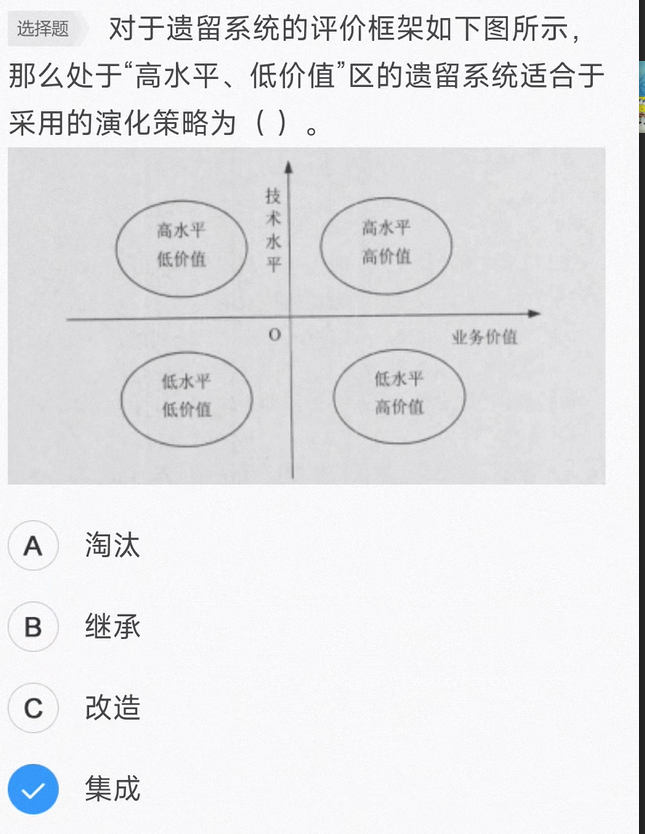 选择题 对于遗留系统的评价框架如下图所示，
那么处于“高水平、低价值”区的遗留系统适合于
采用的演化策略为（ ）。
技
术
水
平
高水平
低价值
高水平
高价值
O
业务价值
低水平
低价值
低水平
高价值
A 淘汰
B 继承
C 改造
集成